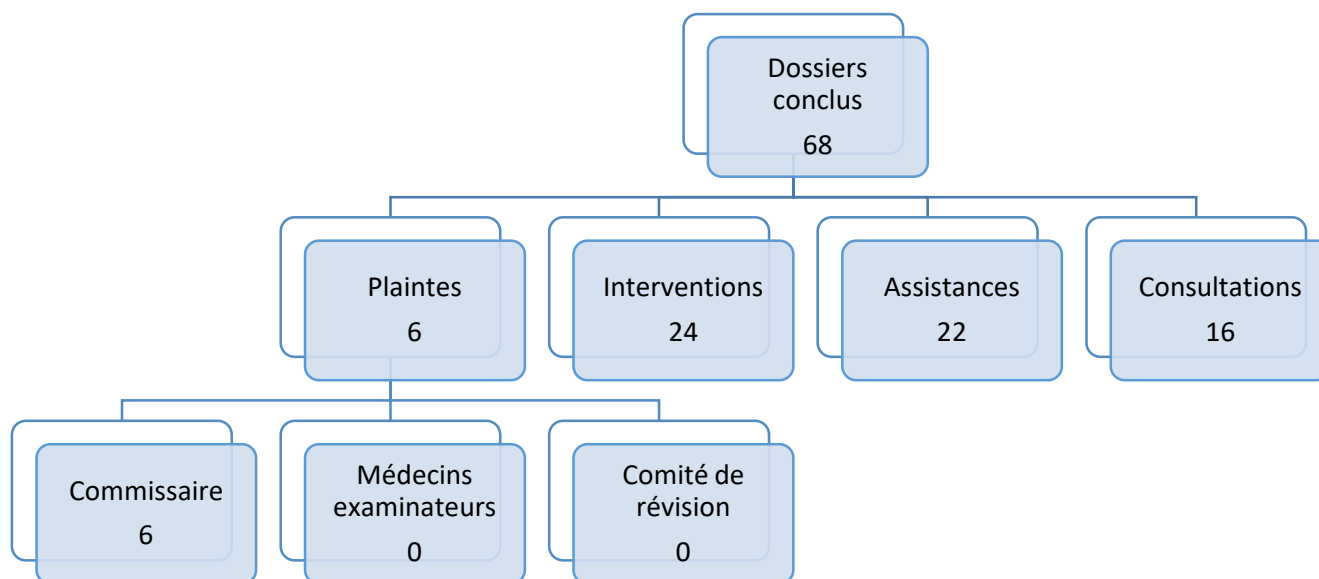 Dossiers
conclus
68
Plaintes
6
Interventions
24
Assistances
22
Consultations
16
Commissaire
6
Médecins
examinateurs
0
Comité de
révision
0